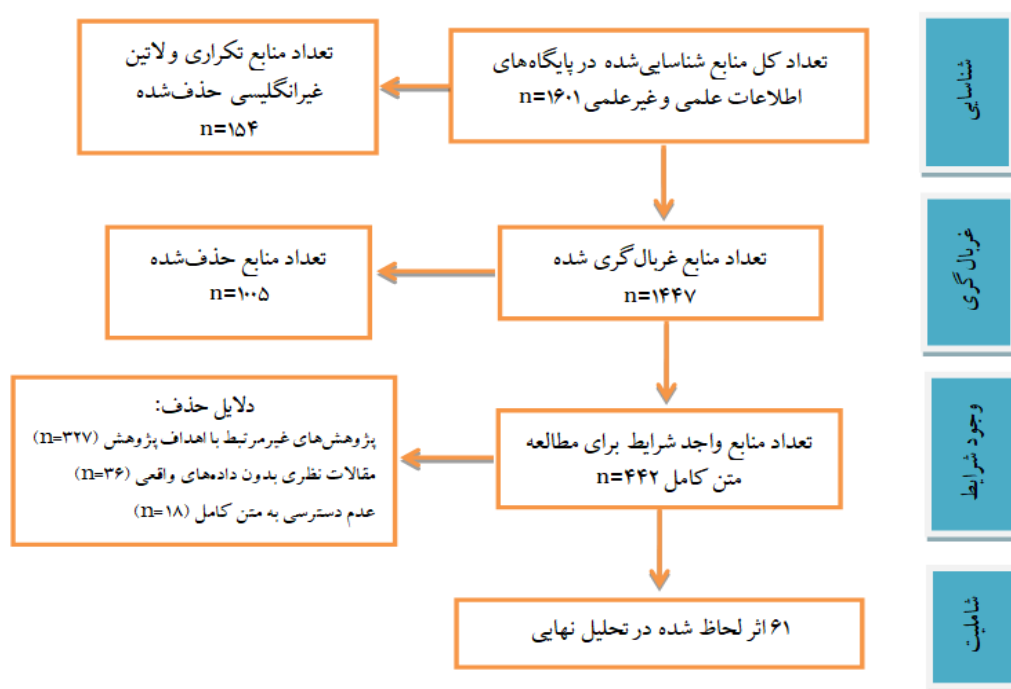 شناسایی
تعداد کل منابع شناسایی‌شده در پایگاه‌های
اطلاعات علمی و غیرعلمی n=۱۶۰۱
تعداد منابع تکراری و لاتین
غیرانگلیسی حذف‌شده
n=۱۵۴
غربال‌گری
تعداد منابع غربال‌گری شده
n=۱۴۴۷
تعداد منابع حذف‌شده
n=۱۰۰۵
وجود شرایط
تعداد منابع واجد شرایط برای مطالعه
متن کامل n=۴۴۲
دلایل حذف:
پژوهش‌های غیرمرتبط با اهداف پژوهش (n=۳۲۷)
مقالات نظری بدون داده‌های واقعی (n=۳۶)
عدم دسترسی به متن کامل (n=۱۸)
شاملیت
۶۱ اثر لحاظ شده در تحلیل نهایی